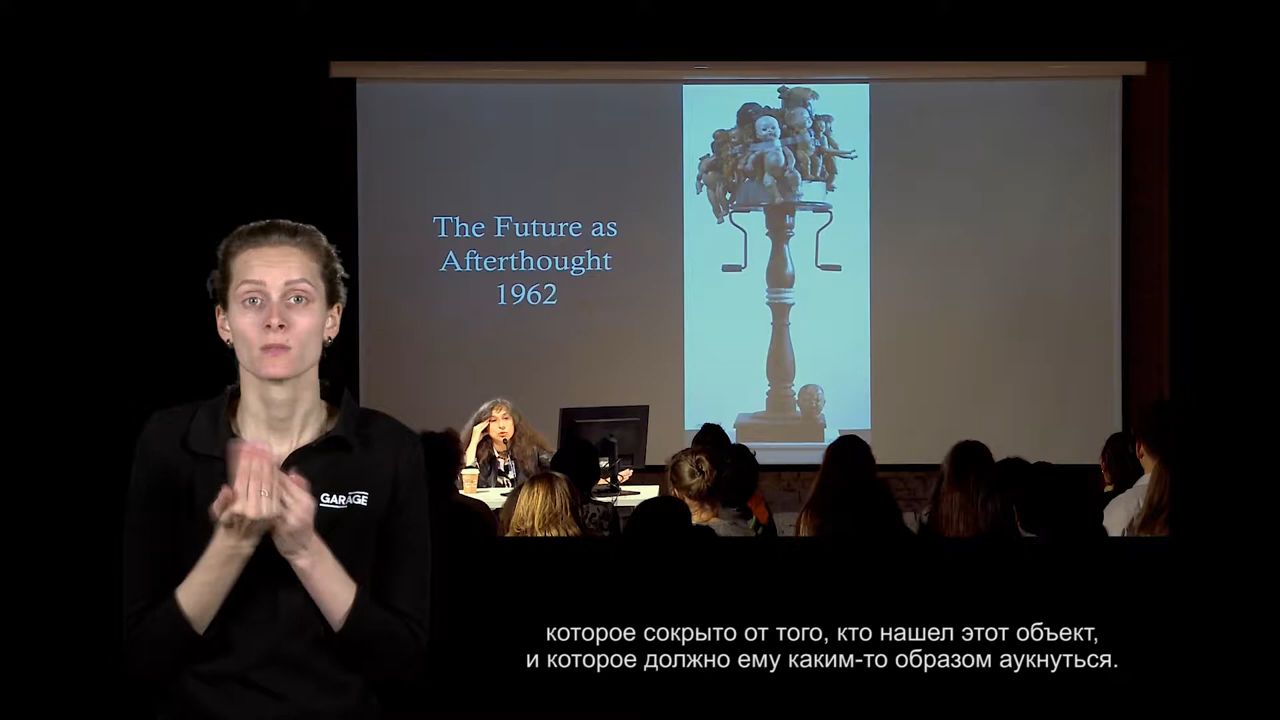 The Future as
Afterthought
1962
GARAGE
которое сокрыто от того, кто нашел этот объект,
и которое должно ему каким-то образом аукнуться.